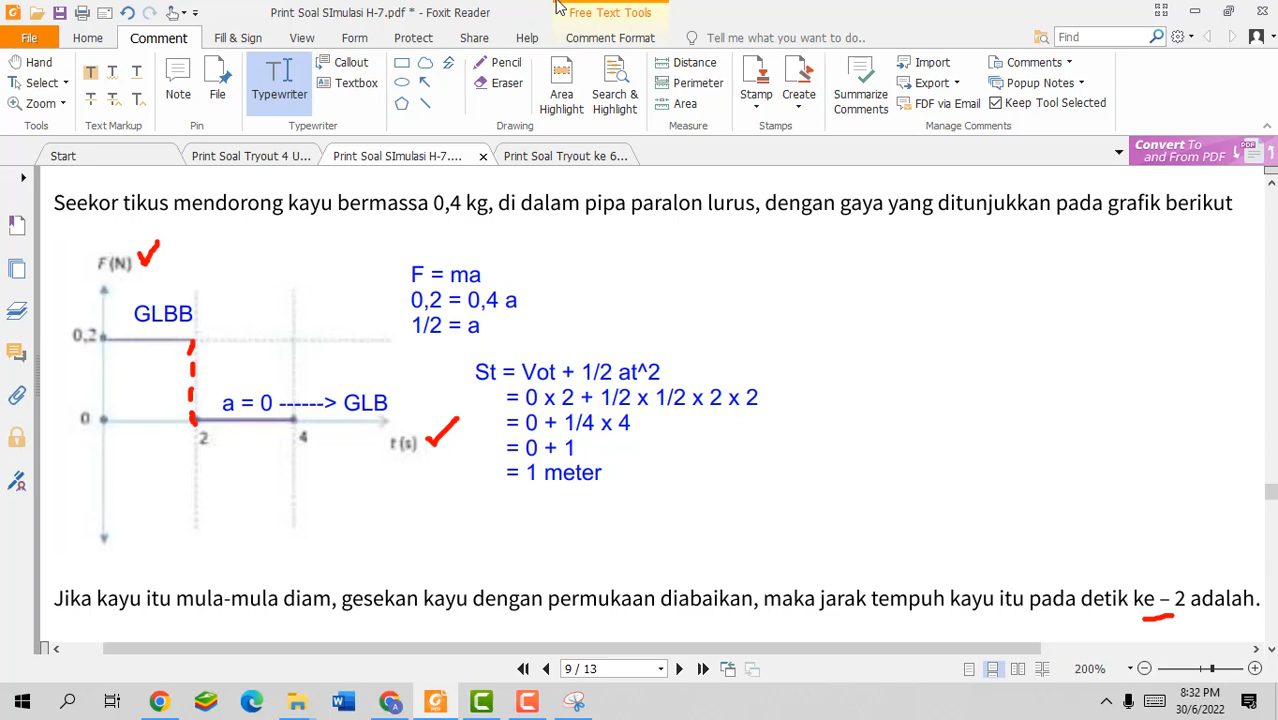 Print Soal SImulasi H-7.pdf * - Foxit Reader
Free Text Tools
File Home Comment Fill & Sign View Form Protect Share Help Comment Format Tell me what you want to do.. Find
Hand
Select
Zoom
Tools
Text Markup
Note
File
Pin
Typewriter
Callout
Textbox
Typewriter
Pencil
Eraser
Area Highlight
Search & Highlight
Drawing
Distance
Perimeter
Area
Measure
Stamp
Create
Stamps
Summarize Comments
Import
Export
FDF via Email
Comments
Popup Notes
Keep Tool Selected
Manage Comments
Start Print Soal Tryout 4 U... Print Soal SImulasi H-7.... Print Soal Tryout ke 6...
Convert To
and From PDF
PDF
Seekor tikus mendorong kayu bermassa 0,4 kg, di dalam pipa paralon lurus, dengan gaya yang ditunjukkan pada grafik berikut
F (N)
GLBB
0,2
a = 0 ------> GLB
0
2
4
t (s)
F = ma
0,2 = 0,4 a
1/2 = a
St = Vot + 1/2 at^2
= 0 x 2 + 1/2 x 1/2 x 2 x 2
= 0 + 1/4 x 4
= 0 + 1
= 1 meter
Jika kayu itu mula-mula diam, gesekan kayu dengan permukaan diabaikan, maka jarak tempuh kayu itu pada detik ke – 2 adalah.
9 / 13
200%
8:32 PM
30/6/2022